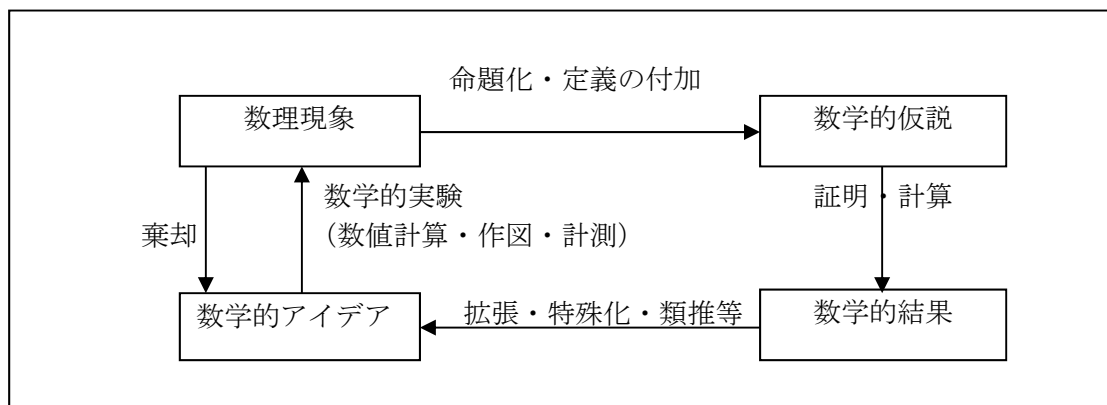 命題化・定義の付加
数理現象
数学的仮説
数学的実験
（数値計算・作図・計測）
証明・計算
棄却
数学的アイデア
拡張・特殊化・類推等
数学的結果